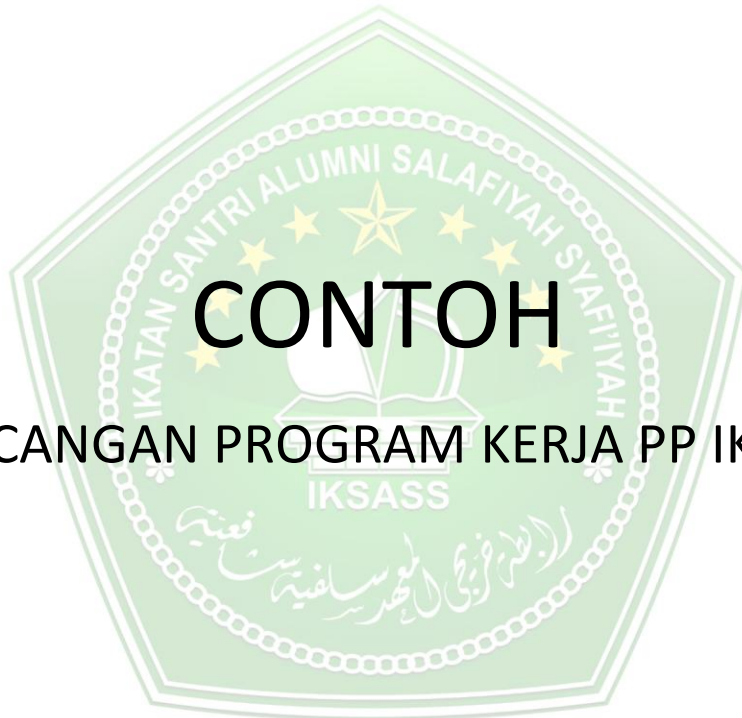 IKATAN SANTRI ALUMNI SALAFIYAH SYAFI'IYAH
CONTOH
CANGAN PROGRAM KERJA PP IK
IKSASS